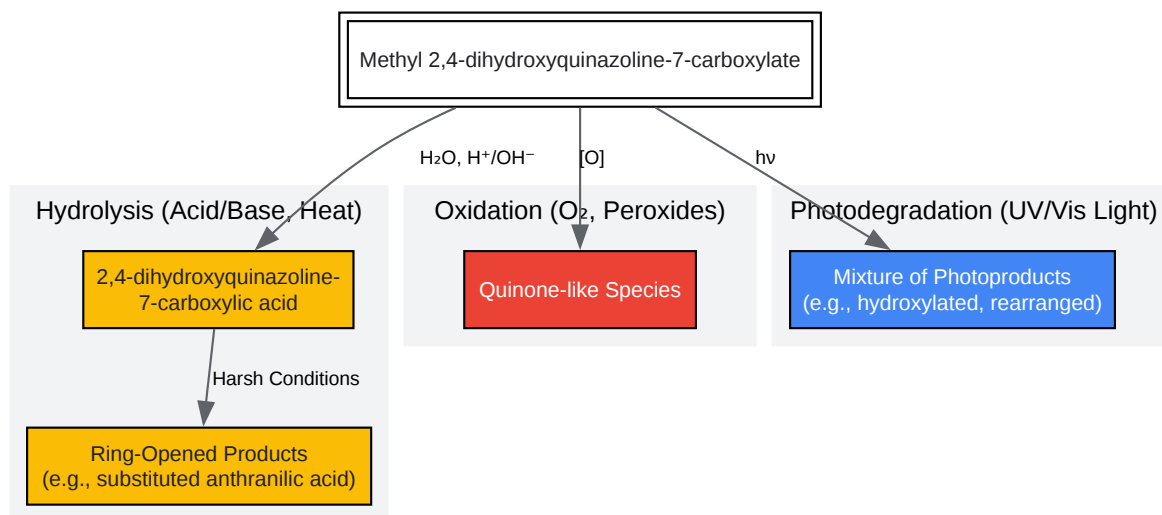 Methyl 2,4-dihydroxyquinazoline-7-carboxylate
H₂O, H⁺/OH⁻
[O]
hν
Hydrolysis (Acid/Base, Heat)
Oxidation (O₂, Peroxides)
Photodegradation (UV/Vis Light)
2,4-dihydroxyquinazoline-
7-carboxylic acid
Quinone-like Species
Mixture of Photoproducts
(e.g., hydroxylated, rearranged)
Harsh Conditions
Ring-Opened Products
(e.g., substituted anthranilic acid)